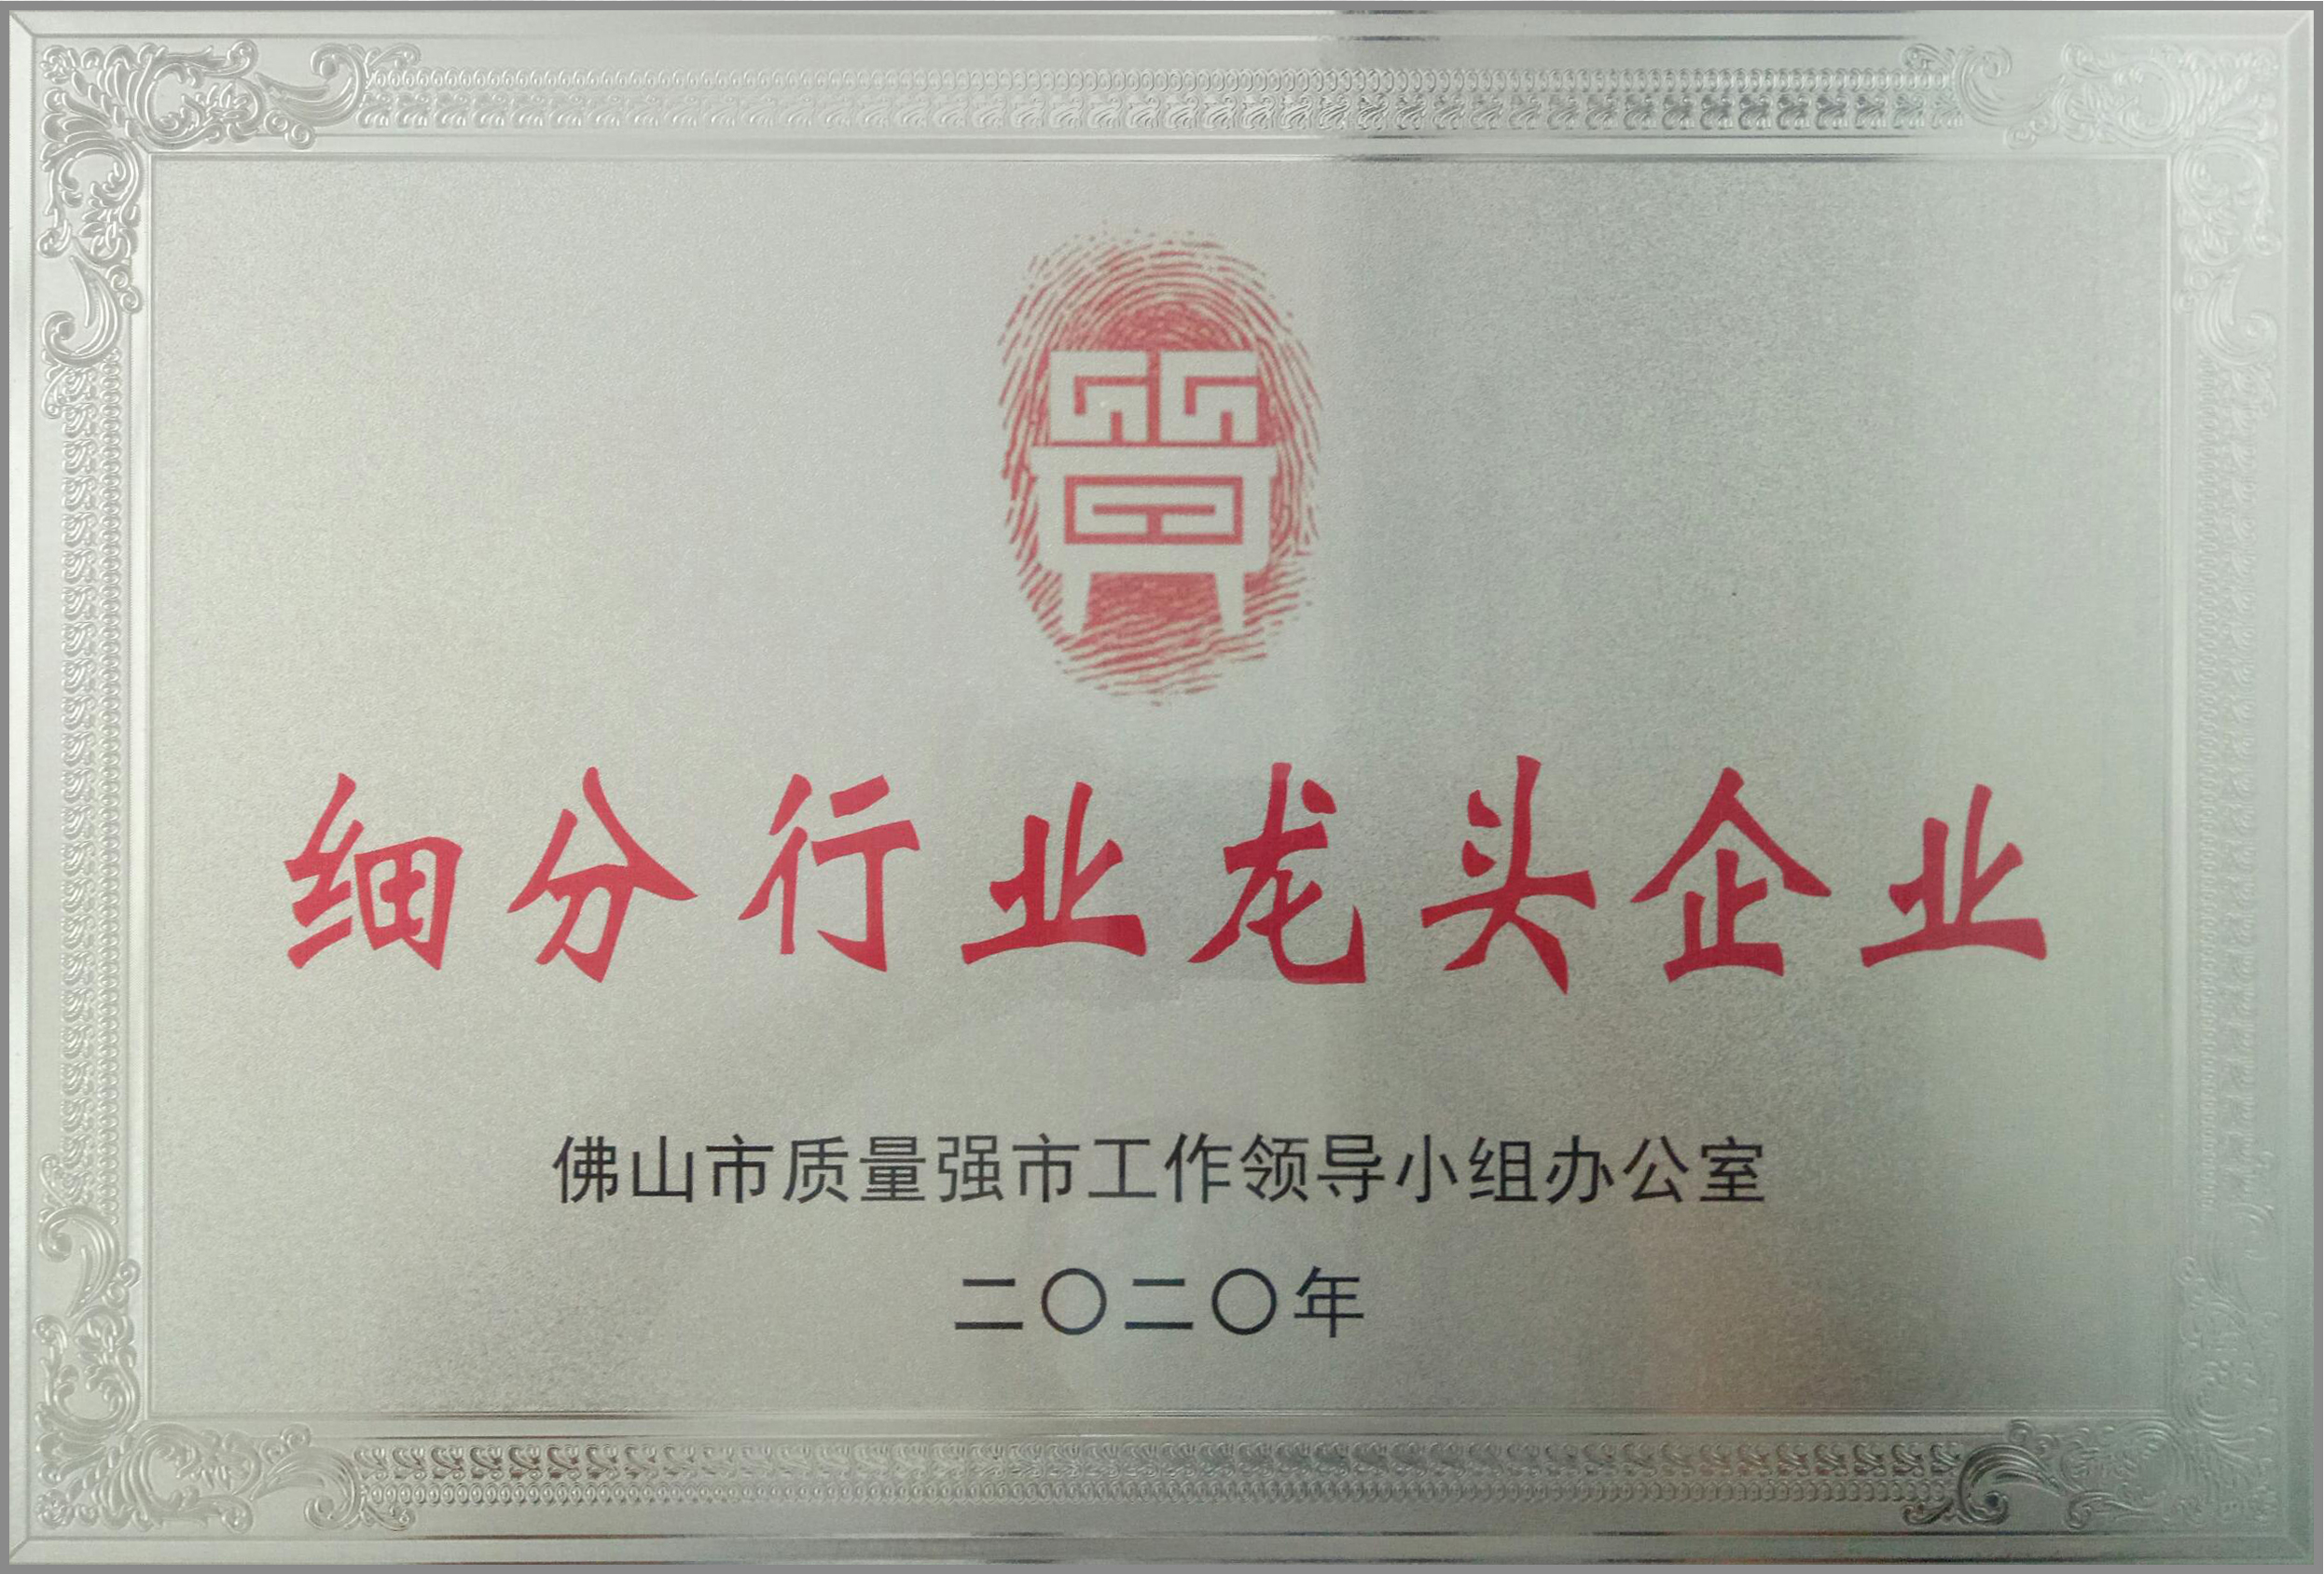 细分行业龙头企业
佛山市质量强市工作领导小组办公室
二〇二〇年